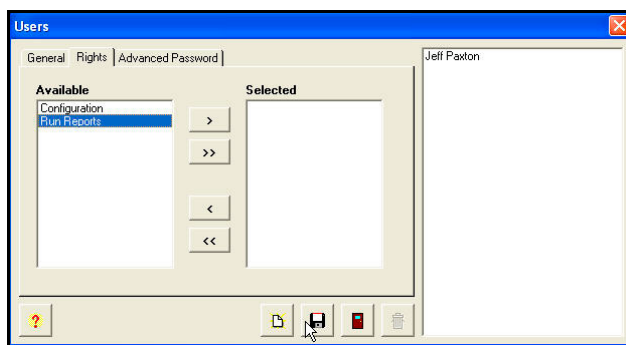 Users
General Rights Advanced Password
Jeff Paxton
Available Selected
Configuration
Run Reports
>
>>
<
<<
?